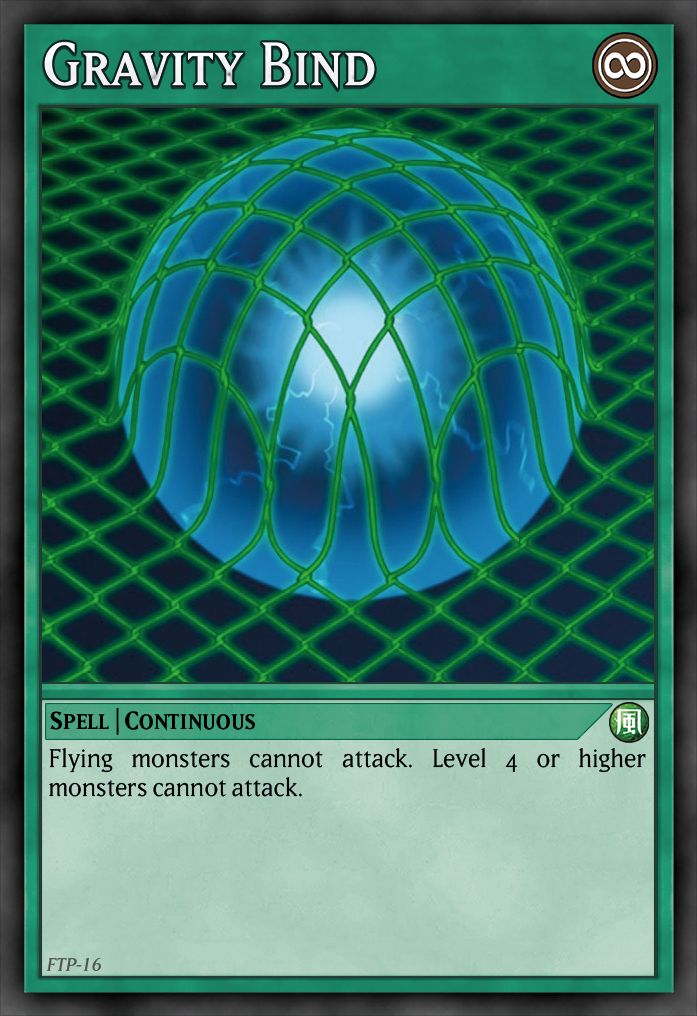 GRAVITY BIND
SPELL | CONTINUOUS
風
Flying monsters cannot attack. Level 4 or higher
monsters cannot attack.
FTP-16